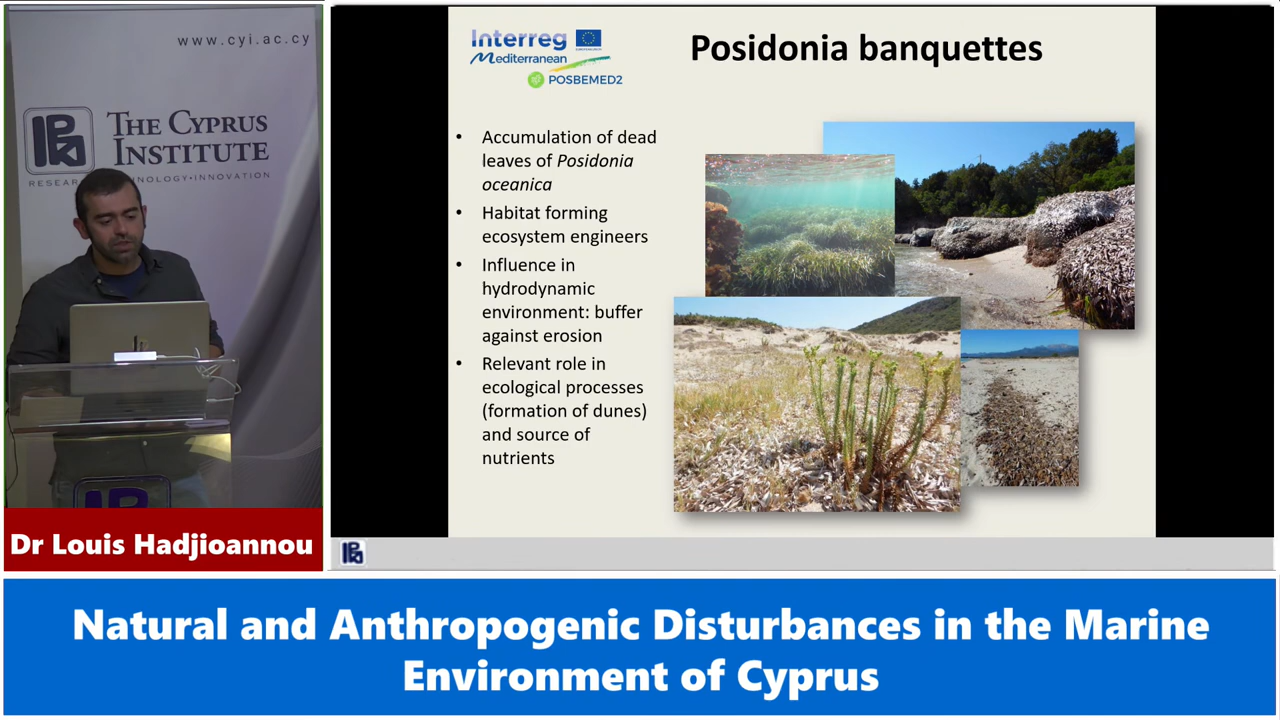 www.cyi.ac.cy
THE CYPRUS
INSTITUTE
Dr Louis Hadjioannou
Interreg
Mediterranean
POSBEMED2
Posidonia banquettes
• Accumulation of dead
leaves of Posidonia
oceanica
• Habitat forming
ecosystem engineers
• Influence in
hydrodynamic
environment: buffer
against erosion
• Relevant role in
ecological processes
(formation of dunes)
and source of
nutrients
Natural and Anthropogenic Disturbances in the Marine
Environment of Cyprus